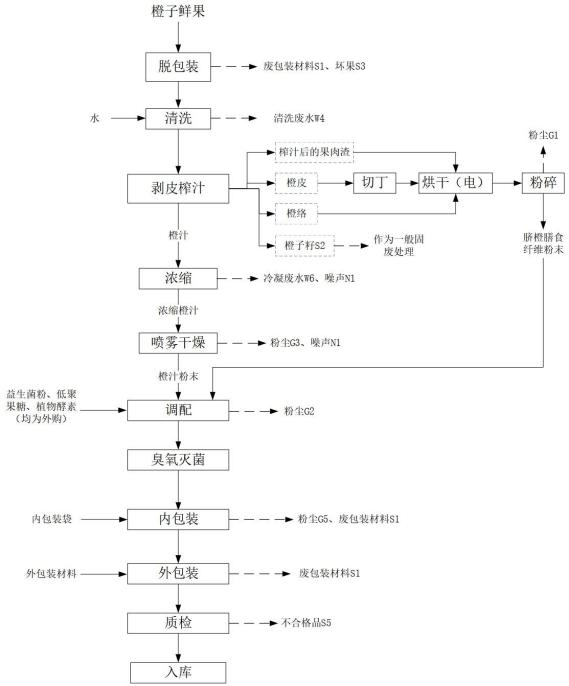 橙子鲜果
脱包装
废包装材料S1、坏果S3
水
清洗
清洗废水W4
粉尘G1
榨汁后的果肉渣
剥皮榨汁
橙皮
切丁
烘干（电）
粉碎
橙络
橙汁
橙子籽S2
作为一般固
废处理
脐橙膳食
纤维粉末
浓缩
冷凝废水W6、噪声N1
浓缩橙汁
喷雾干燥
粉尘G3、噪声N1
橙汁粉末
益生菌粉、低聚
果糖、植物酵素
（均为外购）
调配
粉尘G2
臭氧灭菌
内包装袋
内包装
粉尘G5、废包装材料S1
外包装材料
外包装
废包装材料S1
质检
不合格品S5
入库